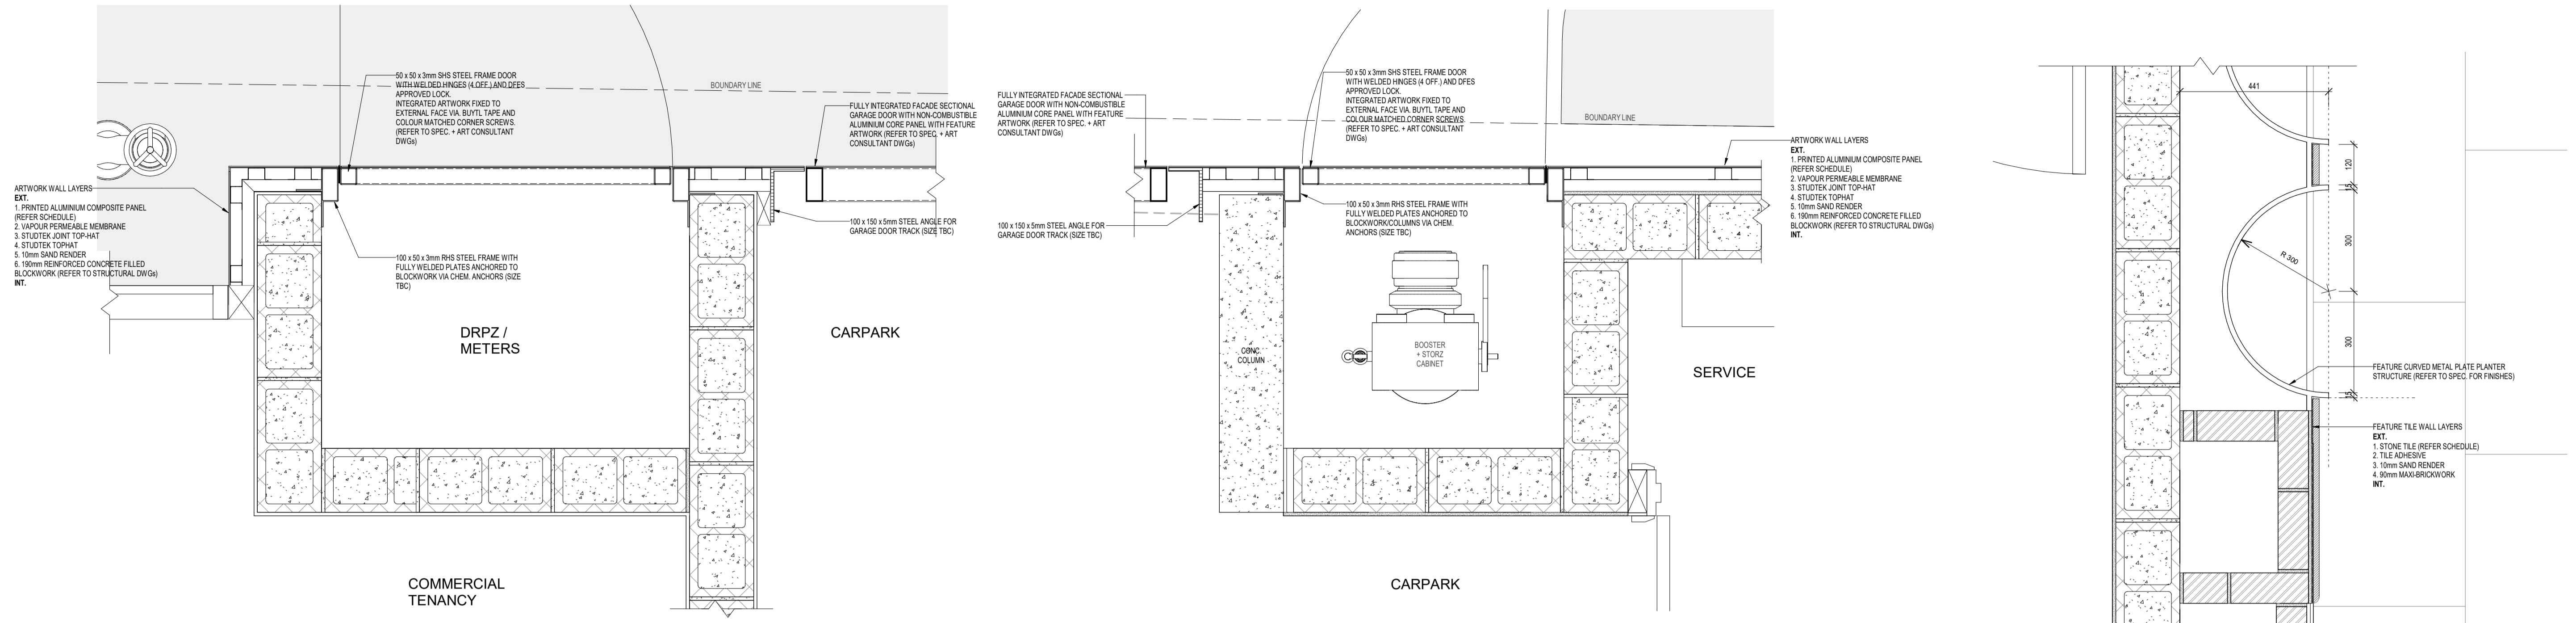 50 x 50 x 3mm SHS STEEL FRAME DOOR
WITH WELDED HINGES (4 OFF.) AND DFES
APPROVED LOCK.
INTEGRATED ARTWORK FIXED TO
EXTERNAL FACE VIA. BUYTL TAPE AND
COLOUR MATCHED CORNER SCREWS.
(REFER TO SPEC. + ART CONSULTANT
DWGs)
BOUNDARY LINE
FULLY INTEGRATED FACADE SECTIONAL
GARAGE DOOR WITH NON-COMBUSTIBLE
ALUMINIUM CORE PANEL WITH FEATURE
ARTWORK (REFER TO SPEC. + ART
CONSULTANT DWGs)
ARTWORK WALL LAYERS
EXT.
1. PRINTED ALUMINIUM COMPOSITE PANEL
(REFER SCHEDULE)
2. VAPOUR PERMEABLE MEMBRANE
3. STUDTEK JOINT TOP-HAT
4. STUDTEK TOPHAT
5. 10mm SAND RENDER
6. 190mm REINFORCED CONCRETE FILLED
BLOCKWORK (REFER TO STRUCTURAL DWGs)
INT.
100 x 150 x 5mm STEEL ANGLE FOR
GARAGE DOOR TRACK (SIZE TBC)
100 x 50 x 3mm RHS STEEL FRAME WITH
FULLY WELDED PLATES ANCHORED TO
BLOCKWORK VIA CHEM. ANCHORS (SIZE
TBC)
DRPZ /
METERS
CARPARK
COMMERCIAL
TENANCY
FULLY INTEGRATED FACADE SECTIONAL
GARAGE DOOR WITH NON-COMBUSTIBLE
ALUMINIUM CORE PANEL WITH FEATURE
ARTWORK (REFER TO SPEC. + ART
CONSULTANT DWGs)
50 x 50 x 3mm SHS STEEL FRAME DOOR
WITH WELDED HINGES (4 OFF.) AND DFES
APPROVED LOCK.
INTEGRATED ARTWORK FIXED TO
EXTERNAL FACE VIA. BUYTL TAPE AND
COLOUR MATCHED CORNER SCREWS.
(REFER TO SPEC. + ART CONSULTANT
DWGs)
BOUNDARY LINE
ARTWORK WALL LAYERS
EXT.
1. PRINTED ALUMINIUM COMPOSITE PANEL
(REFER SCHEDULE)
2. VAPOUR PERMEABLE MEMBRANE
3. STUDTEK JOINT TOP-HAT
4. STUDTEK TOPHAT
5. 10mm SAND RENDER
6. 190mm REINFORCED CONCRETE FILLED
BLOCKWORK (REFER TO STRUCTURAL DWGs)
INT.
100 x 150 x 5mm STEEL ANGLE FOR
GARAGE DOOR TRACK (SIZE TBC)
100 x 50 x 3mm RHS STEEL FRAME WITH
FULLY WELDED PLATES ANCHORED TO
BLOCKWORK/COLUMNS VIA CHEM.
ANCHORS (SIZE TBC)
CONC.
COLUMN
BOOSTER
+ STORZ
CABINET
SERVICE
CARPARK
441
120
15
300
R 300
300
15
FEATURE CURVED METAL PLATE PLANTER
STRUCTURE (REFER TO SPEC. FOR FINISHES)
FEATURE TILE WALL LAYERS
EXT.
1. STONE TILE (REFER SCHEDULE)
2. TILE ADHESIVE
3. 10mm SAND RENDER
4. 90mm MAXI-BRICKWORK
INT.